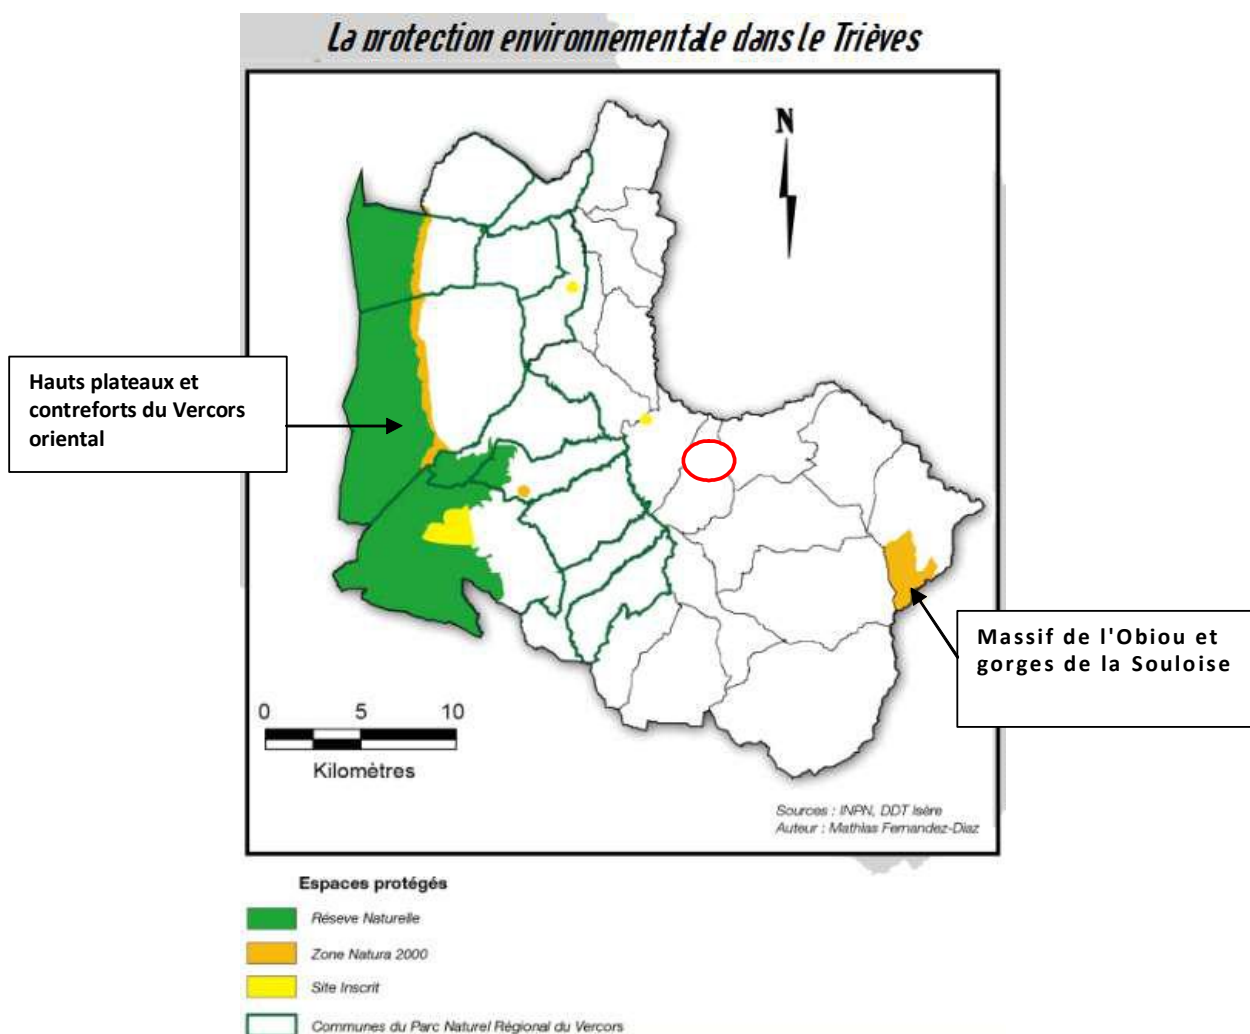 La protection environnementale dans le Trièves
N
Hauts plateaux et
contreforts du Vercors
oriental
Massif de l'Obiou et
gorges de la Souloise
0 5 10
Kilomètres
Sources : INPN, DDT Isère
Auteur : Mathias Fernandez-Diaz
Espaces protégés
Réseve Naturelle
Zone Natura 2000
Site Inscrit
Communes du Parc Naturel Régional du Vercors